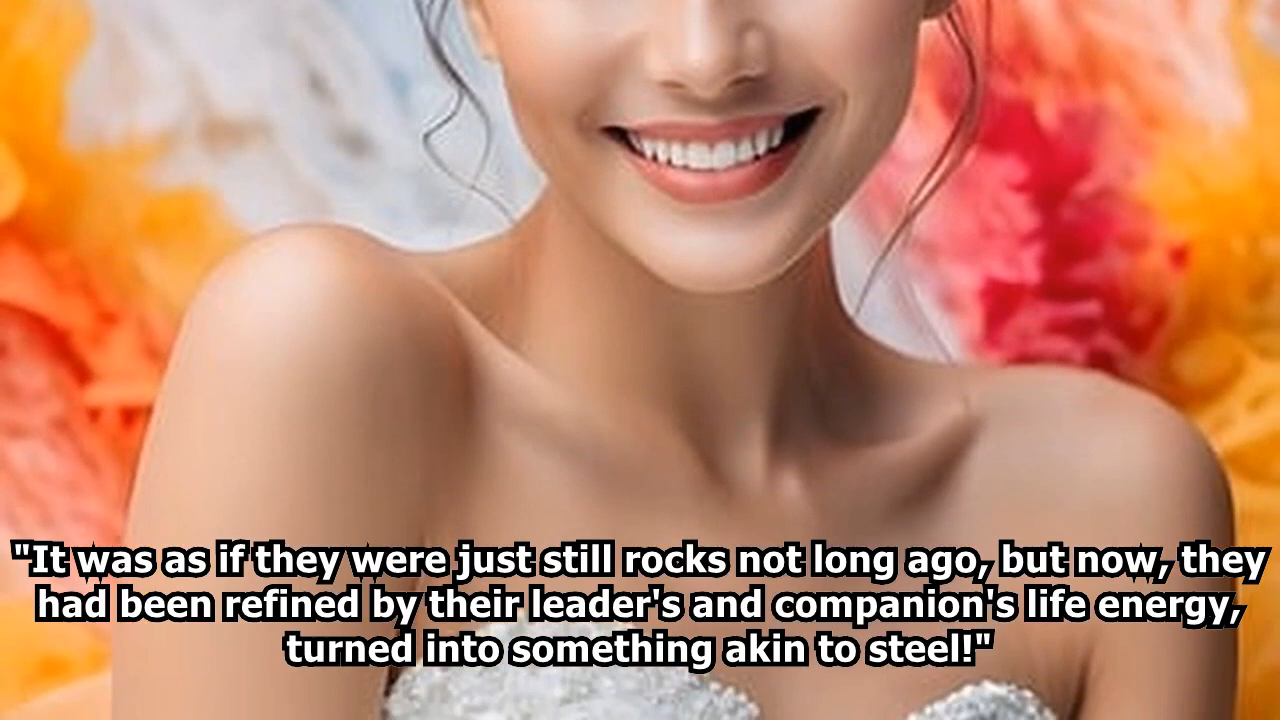 "It was as if they were just still rocks not long ago, but now, they
had been refined by their leader's and companion's life energy,
turned into something akin to steel!"